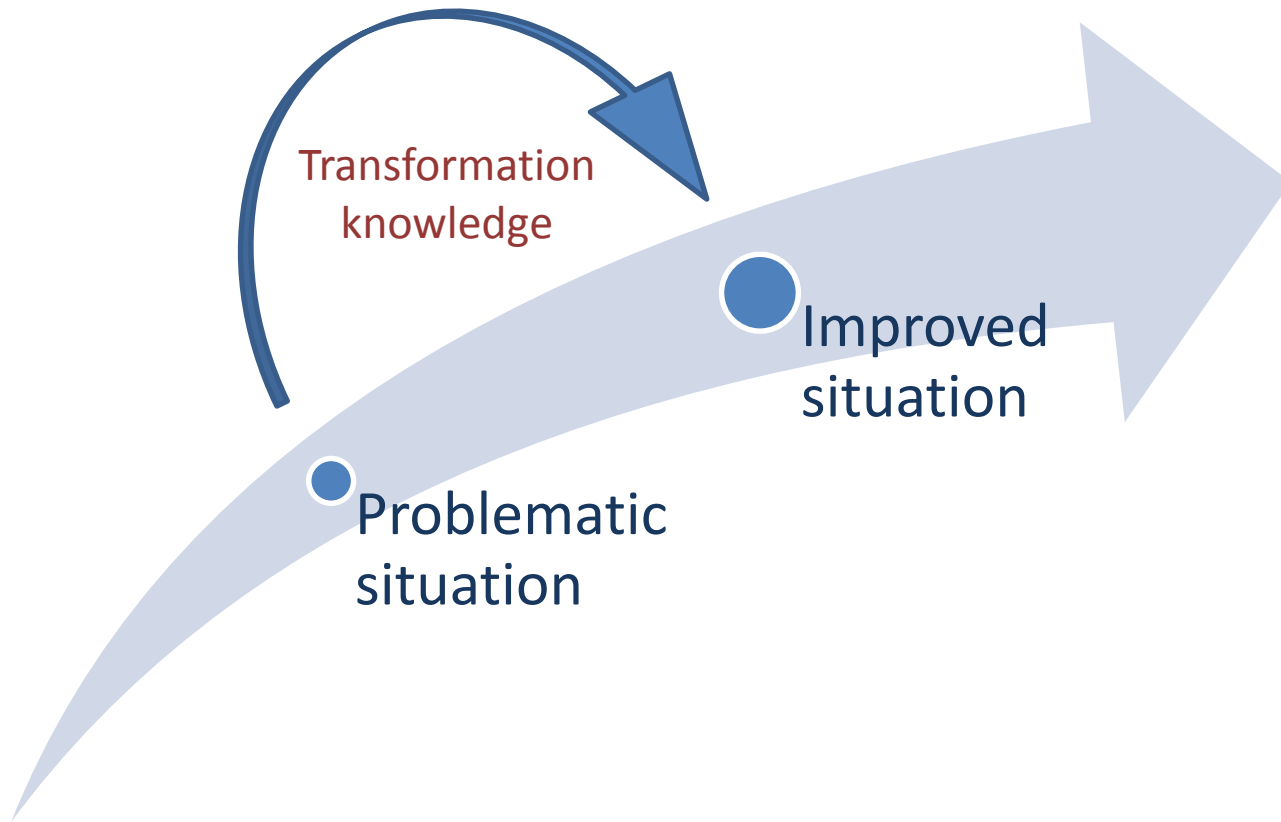 Transformation
knowledge
Improved
situation
Problematic
situation